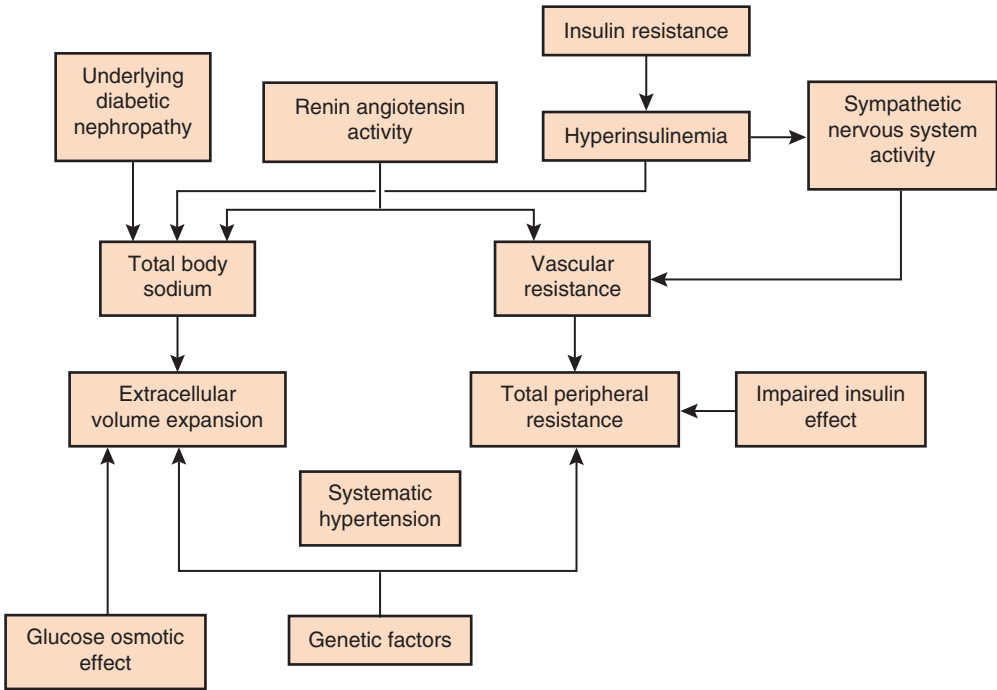 Insulin resistance
Underlying
diabetic
nephropathy
Renin angiotensin
activity
Hyperinsulinemia
Sympathetic
nervous system
activity
Total body
sodium
Vascular
resistance
Extracellular
volume expansion
Total peripheral
resistance
Impaired insulin
effect
Systematic
hypertension
Glucose osmotic
effect
Genetic factors